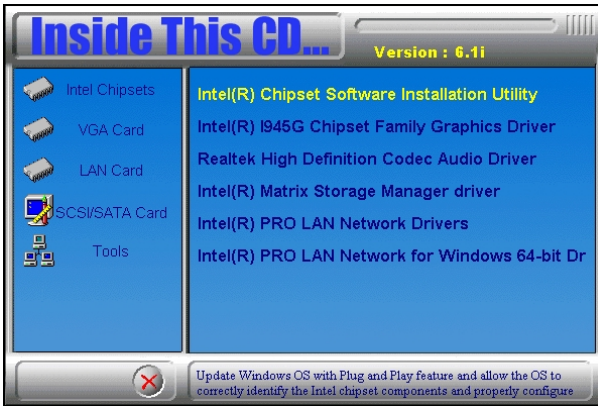 Inside This CD...
Version : 6.1i
Intel Chipsets
VGA Card
LAN Card
SCSI/SATA Card
Tools
Intel(R) Chipset Software Installation Utility
Intel(R) I945G Chipset Family Graphics Driver
Realtek High Definition Codec Audio Driver
Intel(R) Matrix Storage Manager driver
Intel(R) PRO LAN Network Drivers
Intel(R) PRO LAN Network for Windows 64-bit Dr
Update Windows OS with Plug and Play feature and allow the OS to
correctly identify the Intel chipset components and properly configure